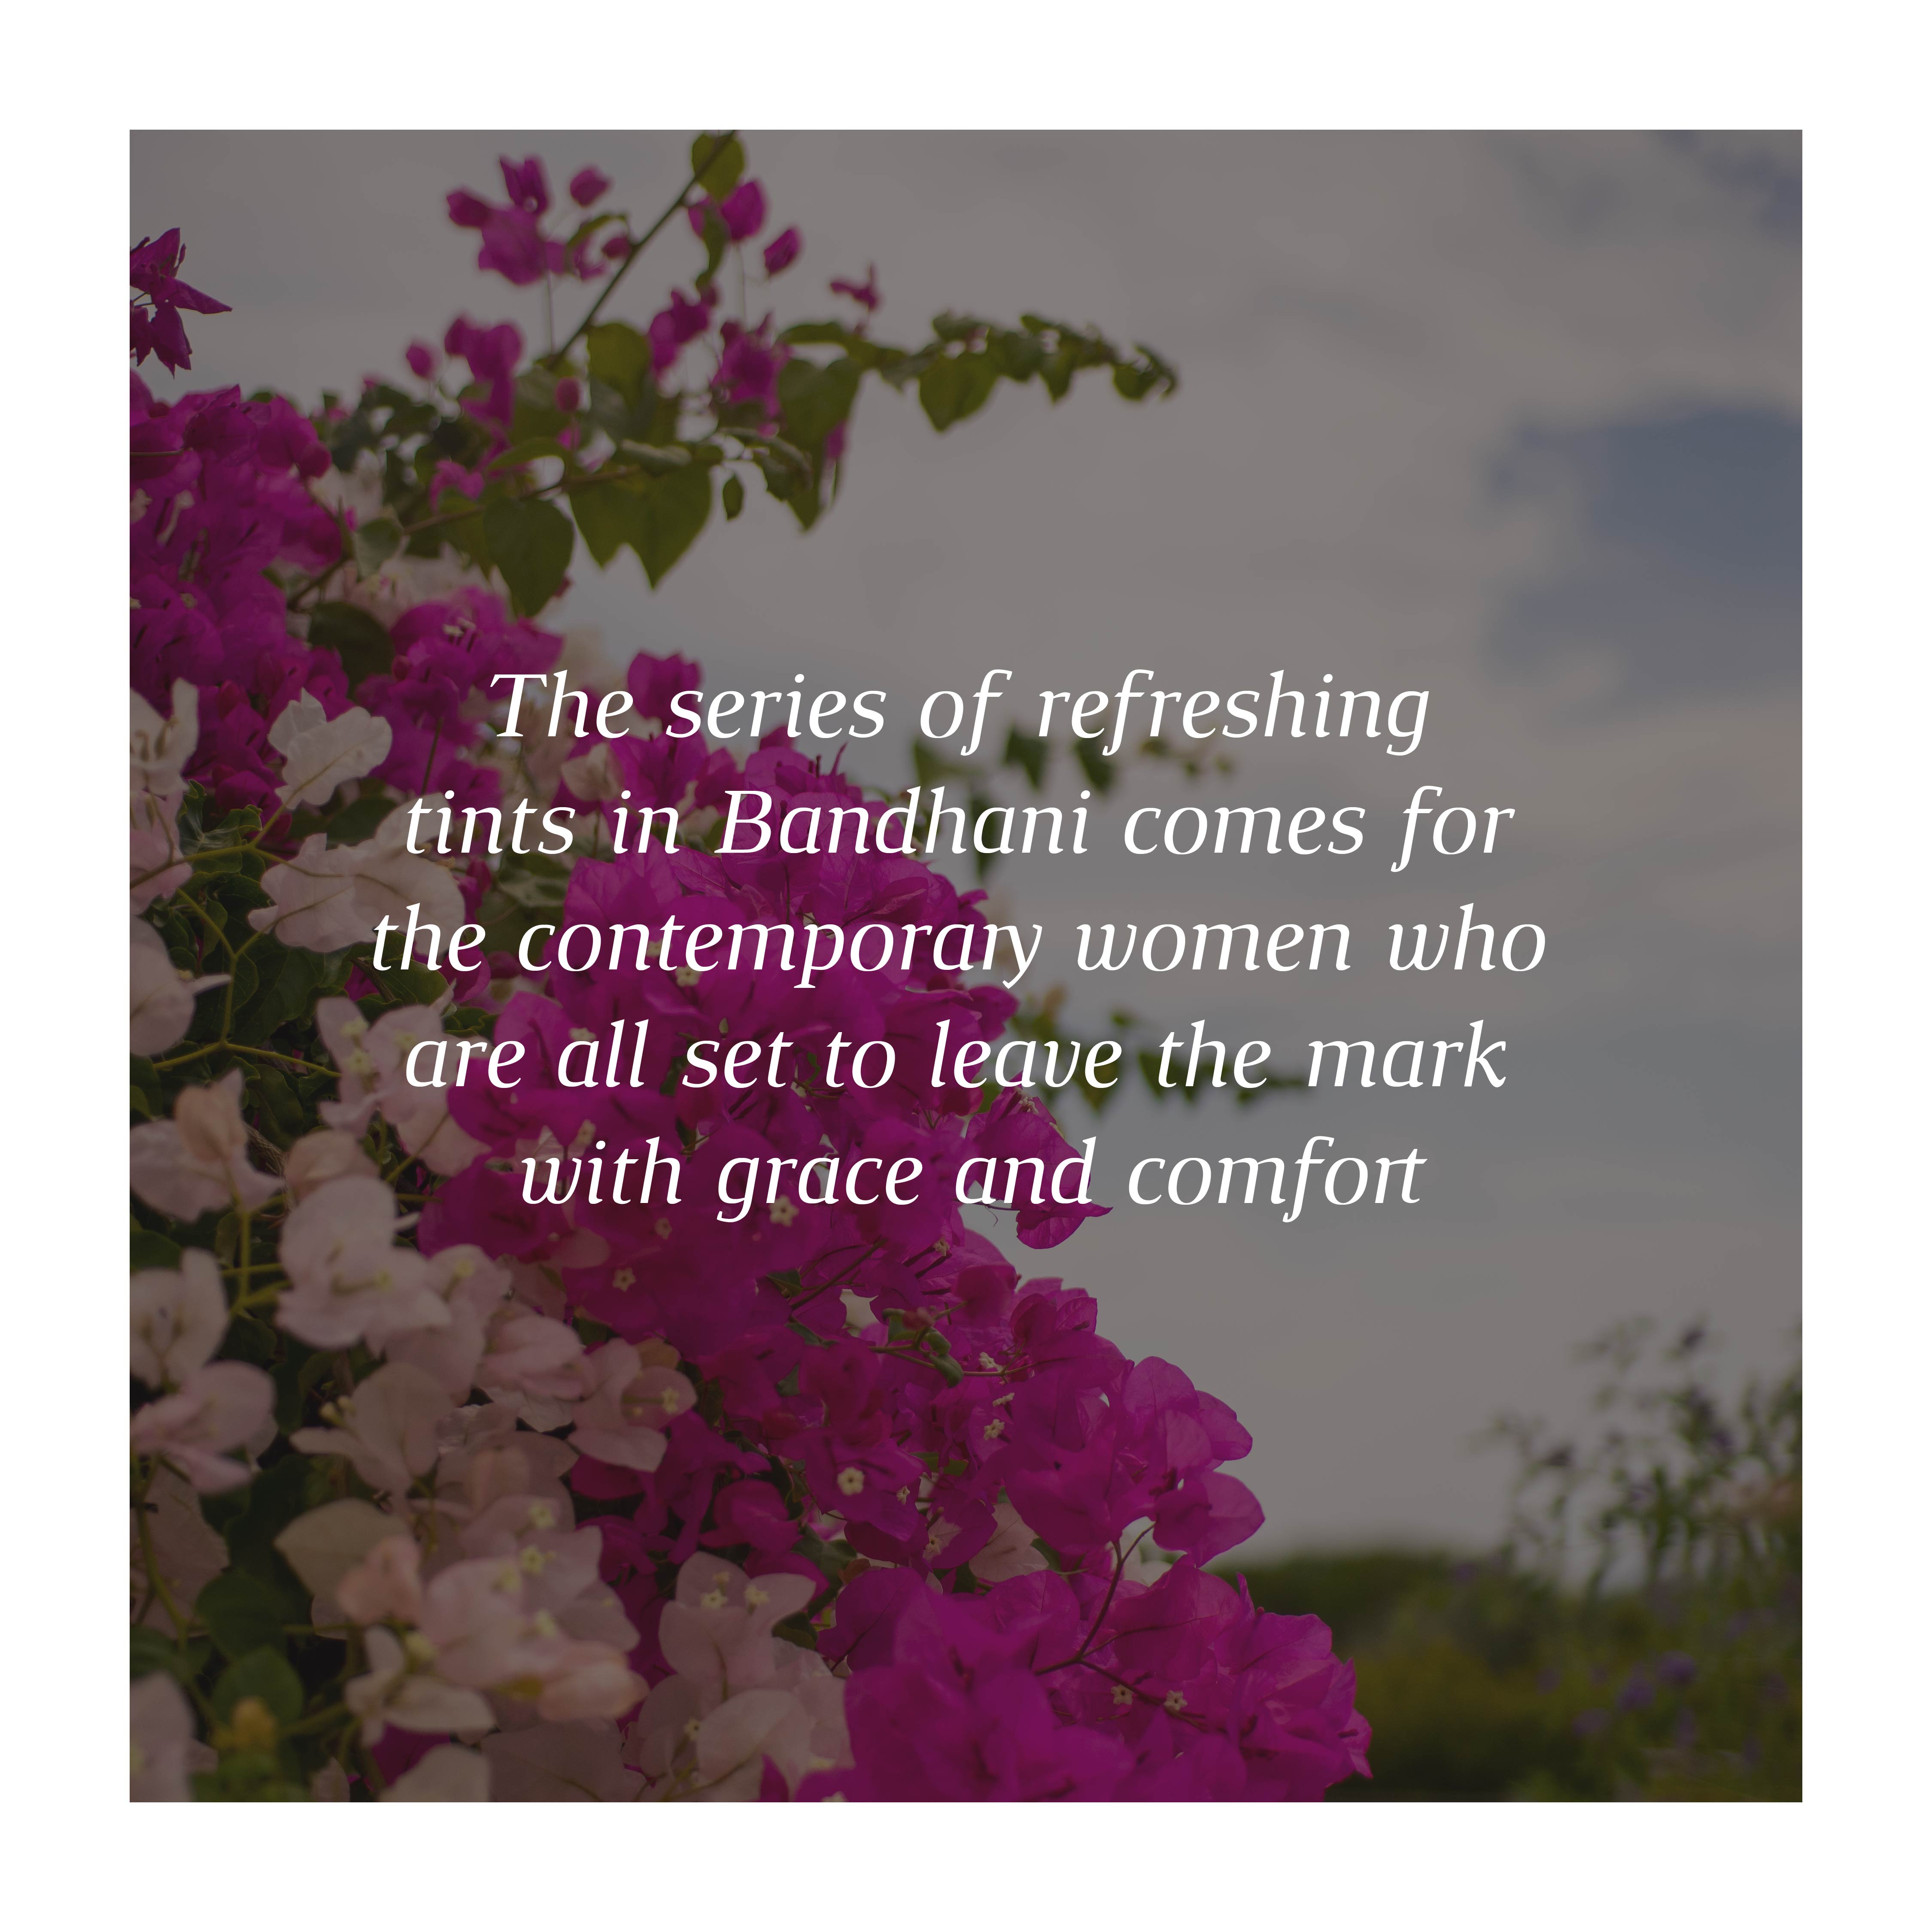 The series of refreshing
tints in Bandhani comes for
the contemporary women who
are all set to leave the mark
with grace and comfort